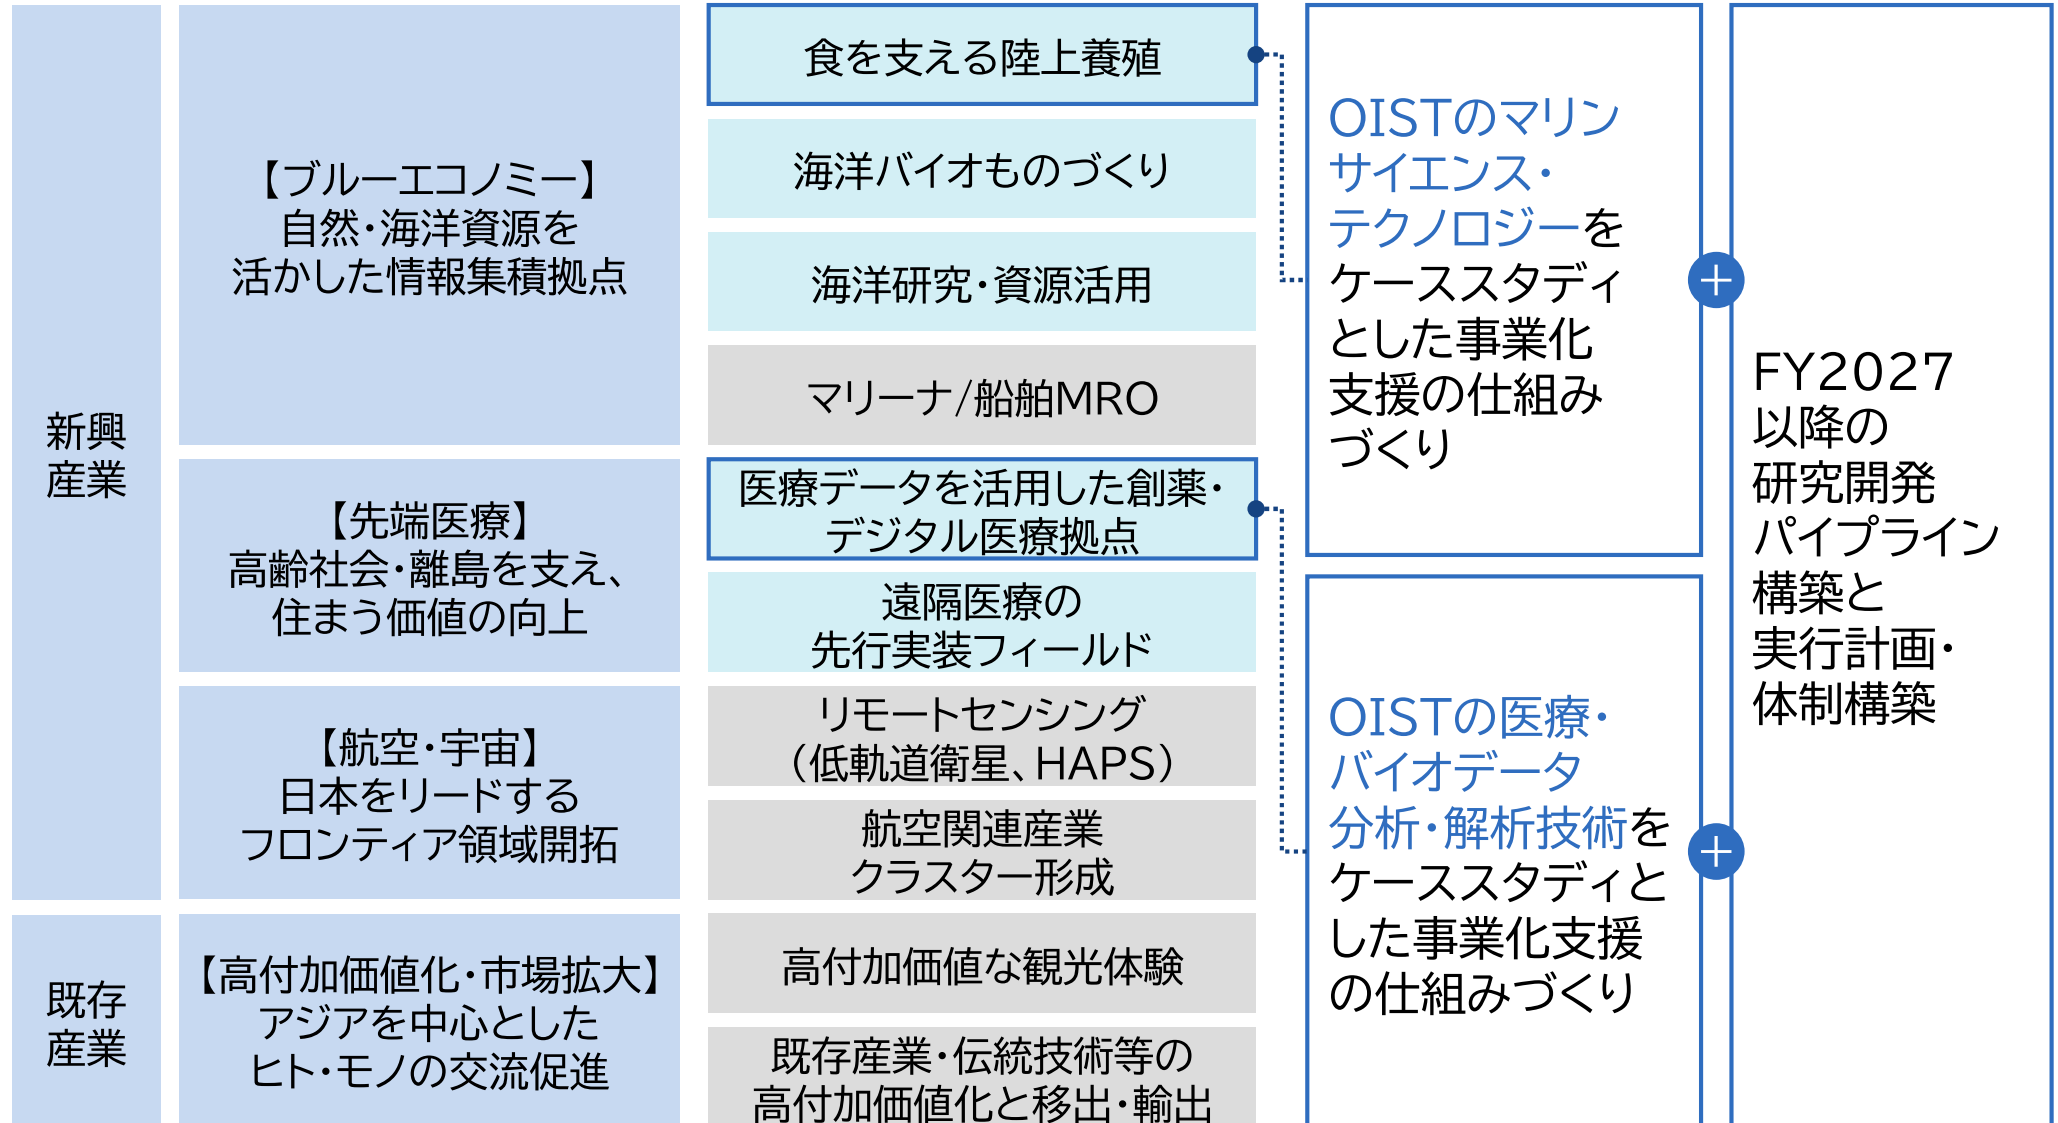 新興
産業
【ブルーエコノミー】
自然・海洋資源を
活かした情報集積拠点
食を支える陸上養殖
海洋バイオものづくり
海洋研究・資源活用
マリーナ/船舶MRO
【先端医療】
高齢社会・離島を支え、
住まう価値の向上
医療データを活用した創薬・
デジタル医療拠点
遠隔医療の
先行実装フィールド
【航空・宇宙】
日本をリードする
フロンティア領域開拓
リモートセンシング
（低軌道衛星、HAPS）
航空関連産業
クラスター形成
既存
産業
【高付加価値化・市場拡大】
アジアを中心とした
ヒト・モノの交流促進
高付加価値な観光体験
既存産業・伝統技術等の
高付加価値化と移出・輸出
OISTのマリン
サイエンス・
テクノロジーを
ケーススタディ
とした事業化
支援の仕組み
づくり
OISTの医療・
バイオデータ
分析・解析技術を
ケーススタディと
した事業化支援
の仕組みづくり
FY2027
以降の
研究開発
パイプライン
構築と
実行計画・
体制構築